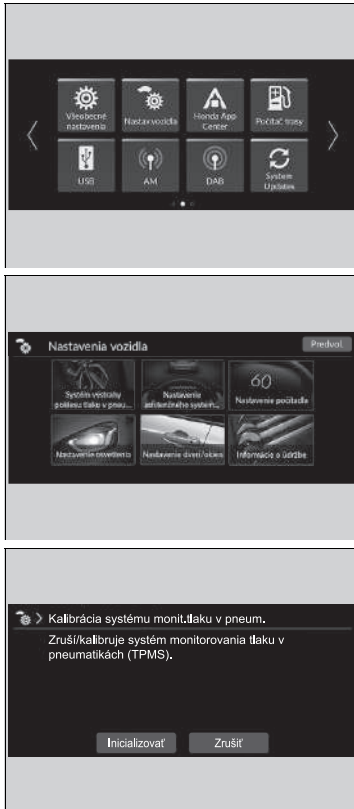 Všeobecné
nastavenia
Nastav.vozidla
Honda App
Center
Počítač trasy
USB
AM
DAB
System
Updates
Nastavenia vozidla
Predvol.
Systém výstrahy
poklesu tlaku v pneu...
Nastavenie
asistenčného systém...
60
Nastavenie počítadla
Nastavenie osvetlenia
Nastavenie dverí/okien
Informácie o údržbe
Kalibrácia systému monit.tlaku v pneum.
Zruší/kalibruje systém monitorovania tlaku v
pneumatikách (TPMS).
Inicializovať
Zrušiť